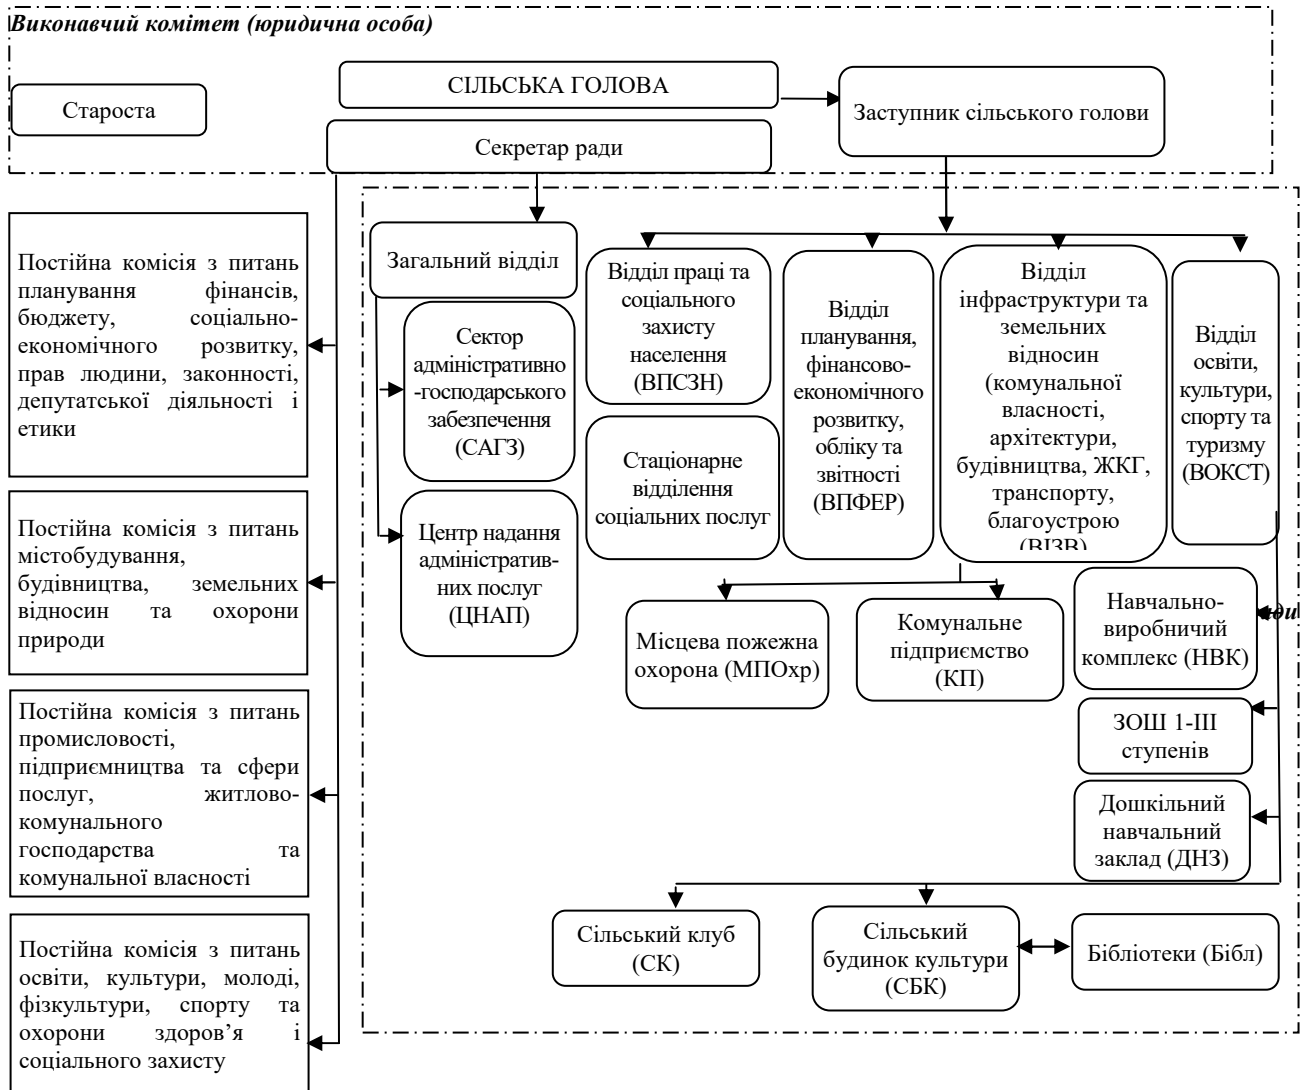 Виконавчий комітет (юридична особа)
СІЛЬСЬКА ГОЛОВА
Староста
Заступник сільського голови
Секретар ради
Постійна комісія з питань
планування фінансів,
бюджету, соціально-
економічного розвитку,
прав людини, законності,
депутатської діяльності і
етики
Постійна комісія з питань
містобудування,
будівництва, земельних
відносин та охорони
природи
Постійна комісія з питань
промисловості,
підприємництва та сфери
послуг, житлово-
комунального
господарства та
комунальної власності
Постійна комісія з питань
освіти, культури, молоді,
фізкультури, спорту та
охорони здоров’я і
соціального захисту
Загальний відділ
Сектор
адміністративно
-господарського
забезпечення
(САГЗ)
Центр надання
адміністратив-
них послуг
(ЦНАП)
Відділ праці та
соціального
захисту
населення
(ВПСЗН)
Стаціонарне
відділення
соціальних послуг
Відділ
планування,
фінансово-
економічного
розвитку,
обліку та
звітності
(ВПФЕР)
Відділ
інфраструктури та
земельних
відносин
(комунальної
власності,
архітектури,
будівництва, ЖКГ,
транспорту,
благоустрою
(ВІЗВ)
Відділ
освіти,
культури,
спорту та
туризму
(ВОКСТ)
Місцева пожежна
охорона (МПОхр)
Комунальне
підприємство
(КП)
Навчально-
виробничий
комплекс (НВК)
ЗОШ 1-ІІІ
ступенів
Дошкільний
навчальний
заклад (ДНЗ)
Сільський клуб
(СК)
Сільський
будинок культури
(СБК)
Бібліотеки (Бібл)